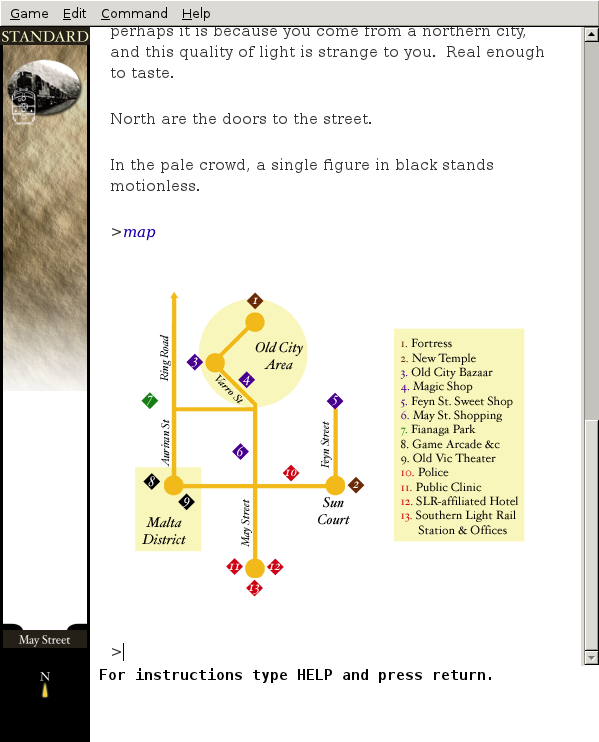 Game Edit Command Help
STANDARD
perhaps it is because you come from a northern city,
and this quality of light is strange to you. Real enough
to taste.
North are the doors to the street.
In the pale crowd, a single figure in black stands
motionless.
>map
1
Old City
Area
3
4
Varro St
Ring Road
7
5
Aurinan St
Feyn Street
6
10
8
9
2
Malta
District
May Street
Sun
Court
11
12
13
1. Fortress
2. New Temple
3. Old City Bazaar
4. Magic Shop
5. Feyn St. Sweet Shop
6. May St. Shopping
7. Fianaga Park
8. Game Arcade &c
9. Old Vic Theater
10. Police
11. Public Clinic
12. SLR-affiliated Hotel
13. Southern Light Rail
Station & Offices
>
May Street
N
For instructions type HELP and press return.